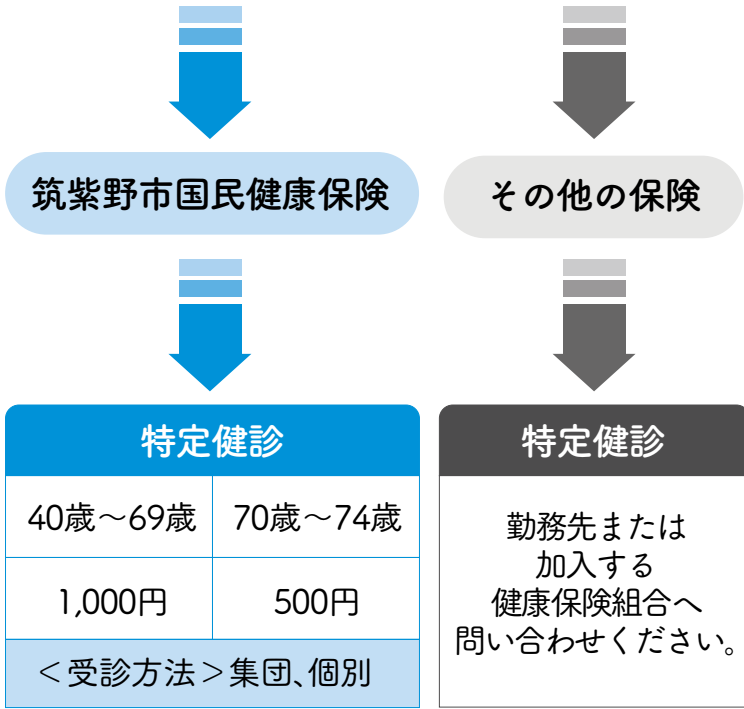 筑紫野市国民健康保険
その他の保険
特定健診
40歳～69歳
70歳～74歳
1,000円
500円
＜受診方法＞集団、個別
特定健診
勤務先または
加入する
健康保険組合へ
問い合わせください。